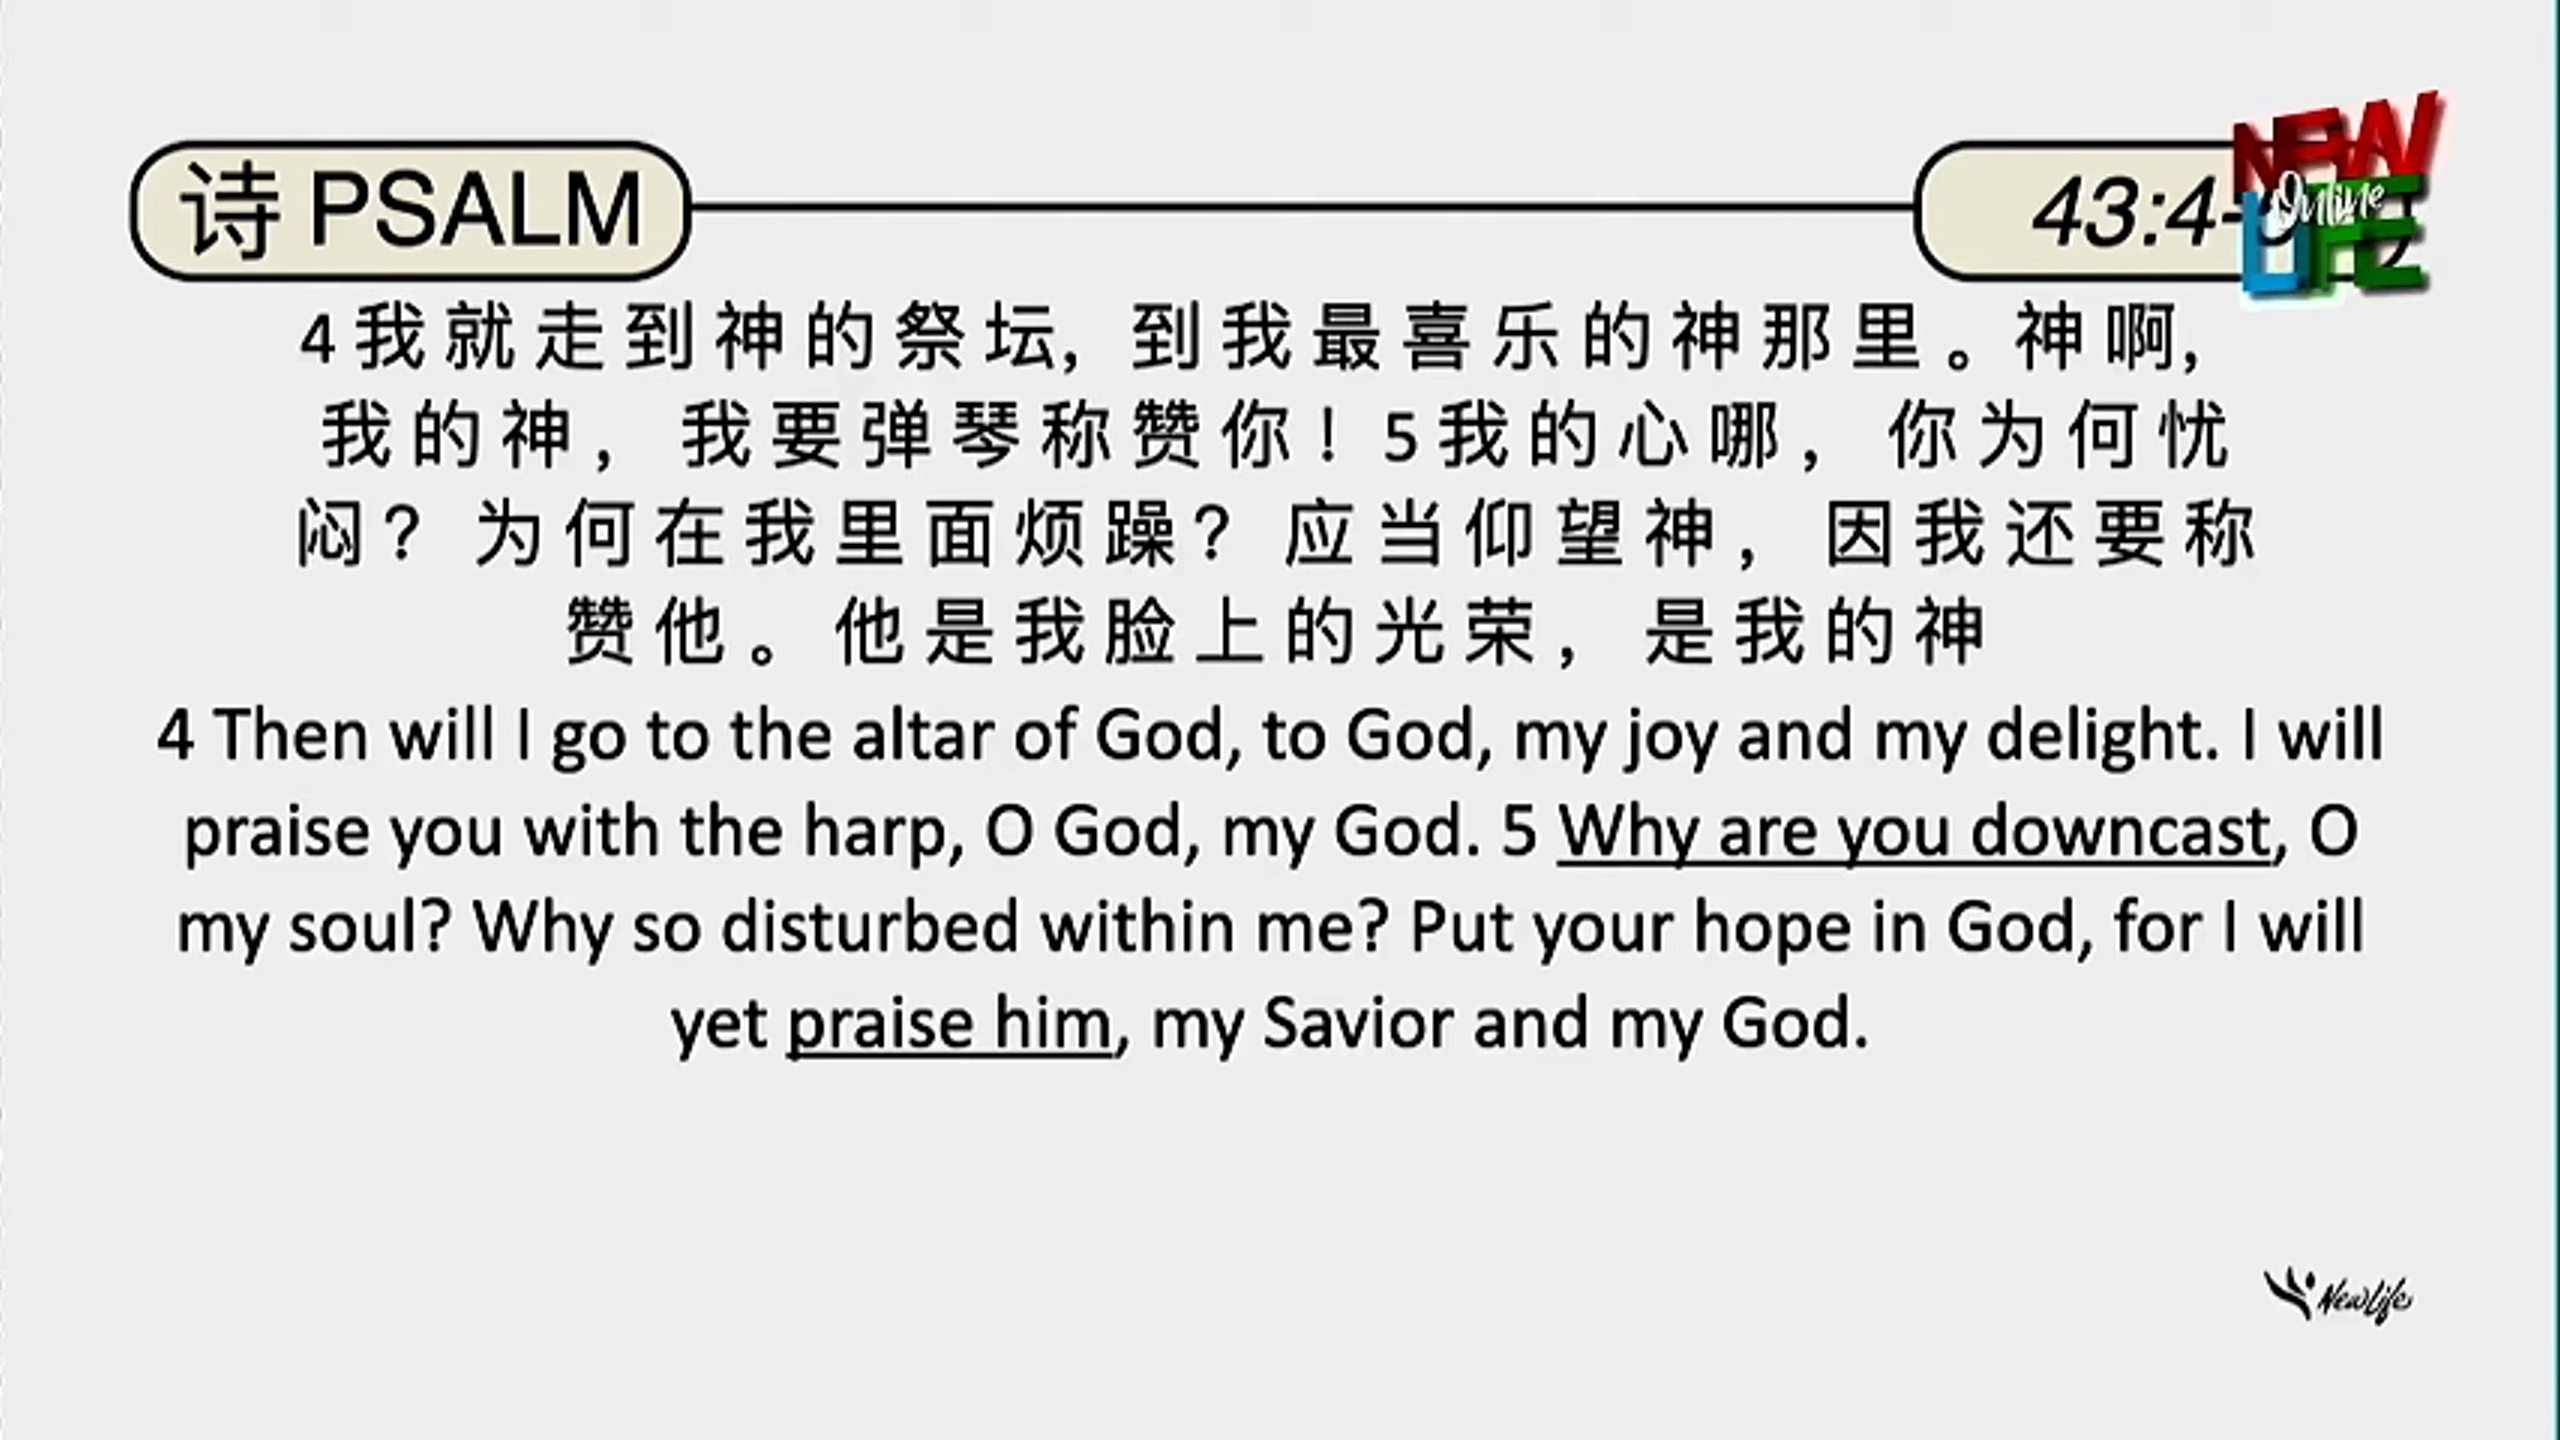 诗 PSALM
43:4-
NEW
Online
LIFE
4 我就走到神的祭坛, 到我最喜乐的神那里。神啊,
我的神, 我要弹琴称赞你! 5 我的心哪, 你为何忧
闷? 为何在我里面烦躁? 应当仰望神, 因我还要称
赞他。他是我脸上的光荣, 是我的神
4 Then will I go to the altar of God, to God, my joy and my delight. I will
praise you with the harp, O God, my God. 5 Why are you downcast, O
my soul? Why so disturbed within me? Put your hope in God, for I will
yet praise him, my Savior and my God.
NewLife